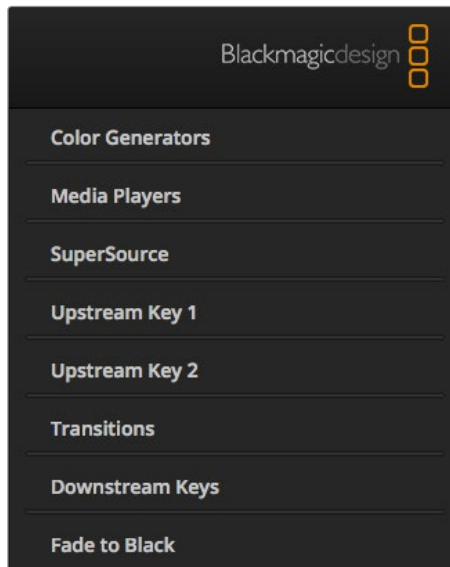 Blackmagicdesign
Color Generators
Media Players
SuperSource
Upstream Key 1
Upstream Key 2
Transitions
Downstream Keys
Fade to Black